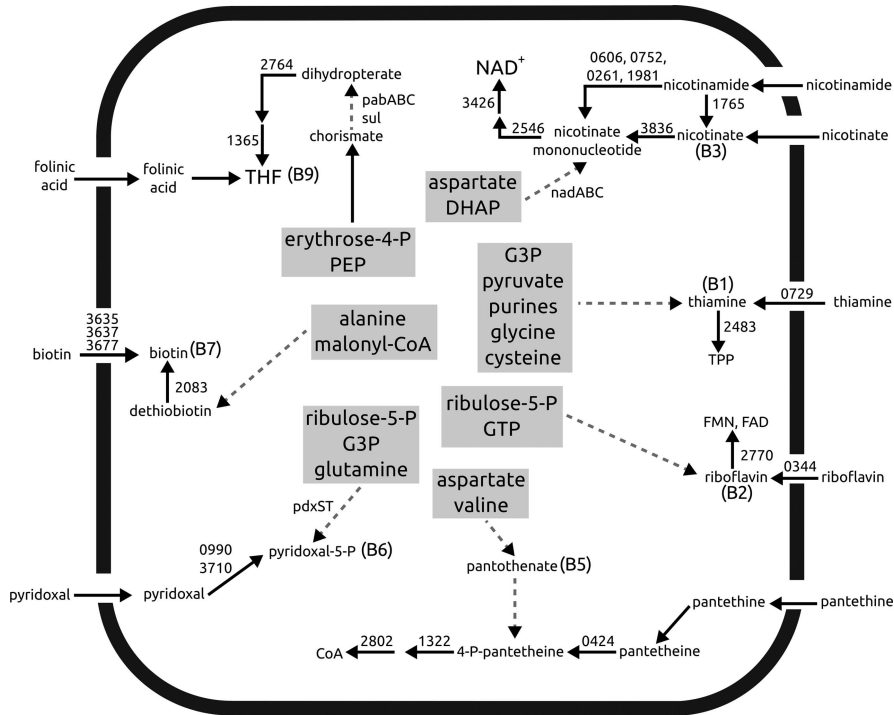 2764
dihydropterate
pabABC
sul
chorismate
1365
folinic
acid
folinic
acid
THF (B9)
erythrose-4-P
PEP
NAD+
3426
2546
0606, 0752,
0261, 1981
nicotinamide
nicotinamide
1765
nicotinate
mononucleotide
3836
nicotinate
(B3)
nicotinate
aspartate
DHAP
nadABC
G3P
pyruvate
purines
glycine
cysteine
(B1)
thiamine
0729
thiamine
2483
TPP
3635
3637
3677
biotin
biotin (B7)
2083
dethiobiotin
alanine
malonyl-CoA
ribulose-5-P
G3P
glutamine
ribulose-5-P
GTP
FMN, FAD
2770
riboflavin
(B2)
0344
riboflavin
aspartate
valine
pdxST
pyridoxal-5-P (B6)
0990
3710
pyridoxal
pyridoxal
pantothenate (B5)
pantethine
pantethine
CoA
2802
1322
4-P-pantetheine
0424
pantetheine